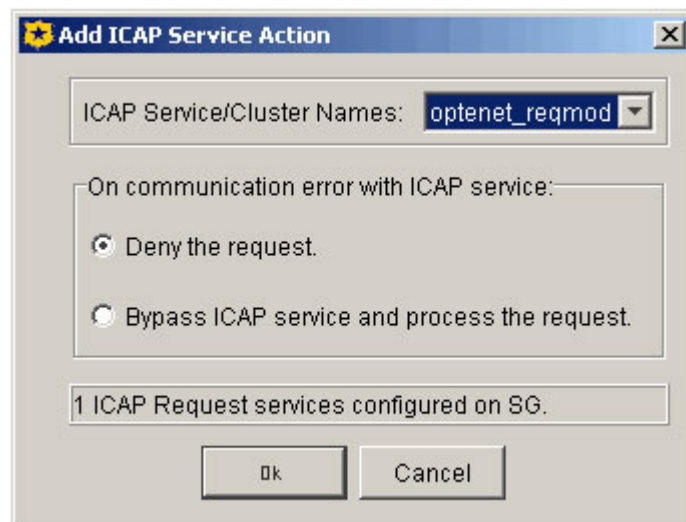 Add ICAP Service Action
ICAP Service/Cluster Names: optenet_reqmod
On communication error with ICAP service:
Deny the request.
Bypass ICAP service and process the request.
1 ICAP Request services configured on SG.
Ok Cancel